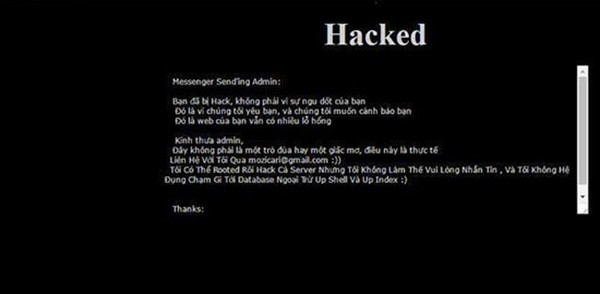 Hacked
Messenger Sending Admin:
Bạn đã bị Hack, không phải vì sự ngu dốt của bạn
Đó là vì chúng tôi yêu bạn, và chúng tôi muốn cảnh báo bạn
Đó là web của bạn vẫn có nhiều lỗ hổng
Kính thưa admin,
Đây không phải là một trò đùa hay một giấc mơ, điều này là thực tế
Liên Hệ Với Tôi Qua mozicari@gmail.com :))
Tôi Có Thể Rooted Rồi Hack Cả Server Nhưng Tôi Không Làm Thế Vui Lòng Nhắn Tin , Và Tôi Không Hề
Đụng Chạm Gì Tới Database Ngoại Trừ Up Shell Và Up Index :)
Thanks: